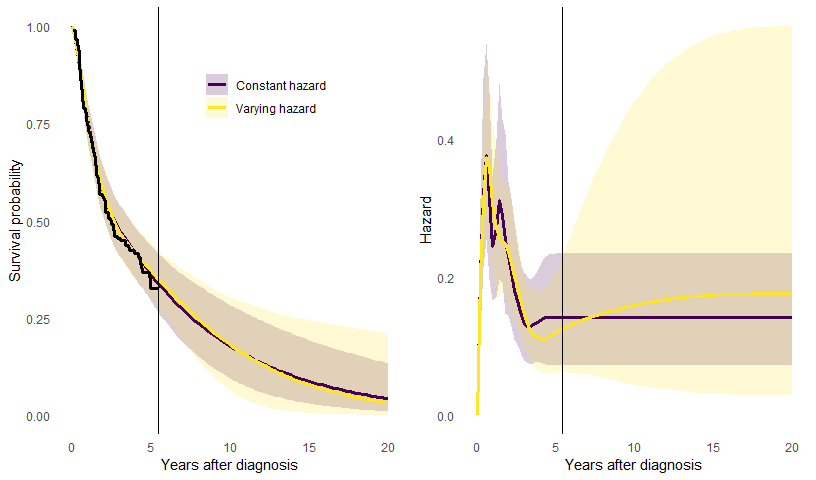 Survival probability
1.00
0.75
0.50
0.25
0.00
Constant hazard
Varying hazard
0 5 10 15 20
Years after diagnosis
Hazard
0.4
0.2
0.0
0 5 10 15 20
Years after diagnosis